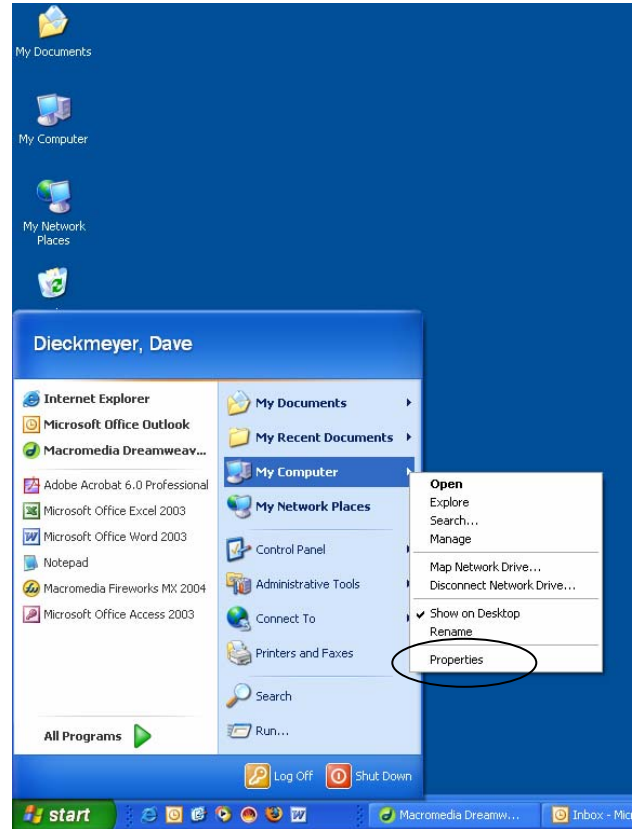 My Documents
My Computer
My Network
Places
Dieckmeyer, Dave
Internet Explorer
Microsoft Office Outlook
Macromedia Dreamweav...
Adobe Acrobat 6.0 Professional
Microsoft Office Excel 2003
Microsoft Office Word 2003
Notepad
Macromedia Fireworks MX 2004
Microsoft Office Access 2003
All Programs
My Documents
My Recent Documents
My Computer
My Network Places
Control Panel
Administrative Tools
Connect To
Printers and Faxes
Search
Run...
Open
Explore
Search...
Manage
Map Network Drive...
Disconnect Network Drive...
Show on Desktop
Rename
Properties
Log Off
Shut Down
start
Macromedia Dreamw...
Inbox - Mic